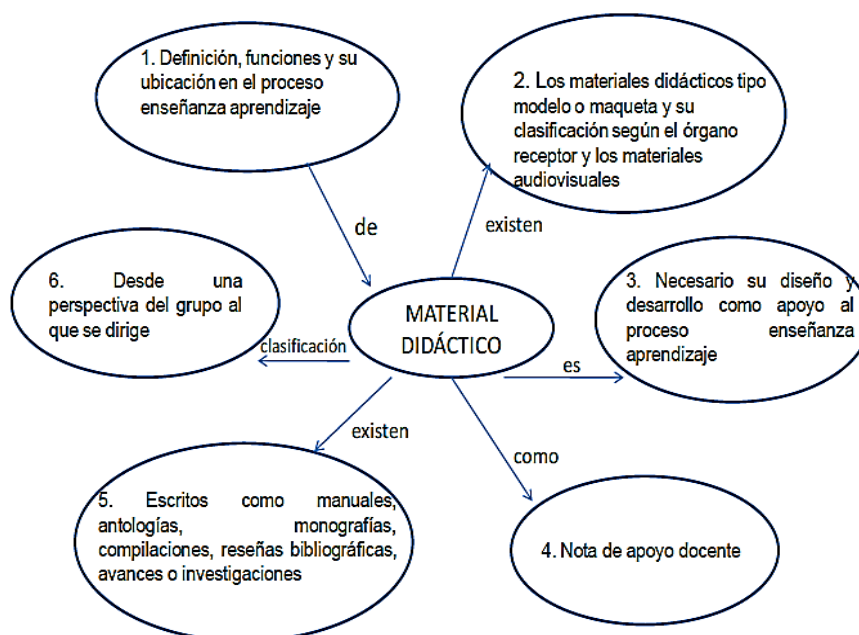 1. Definición, funciones y su
ubicación en el proceso
enseñanza aprendizaje
2. Los materiales didácticos tipo
modelo o maqueta y su
clasificación según el órgano
receptor y los materiales
audiovisuales
de
existen
6. Desde una
perspectiva del grupo al
que se dirige
MATERIAL
DIDÁCTICO
3. Necesario su diseño y
desarrollo como apoyo al
proceso enseñanza
aprendizaje
clasificación
es
existen
como
5. Escritos como manuales,
antologías, monografías,
compilaciones, reseñas bibliográficas,
avances o investigaciones
4. Nota de apoyo docente